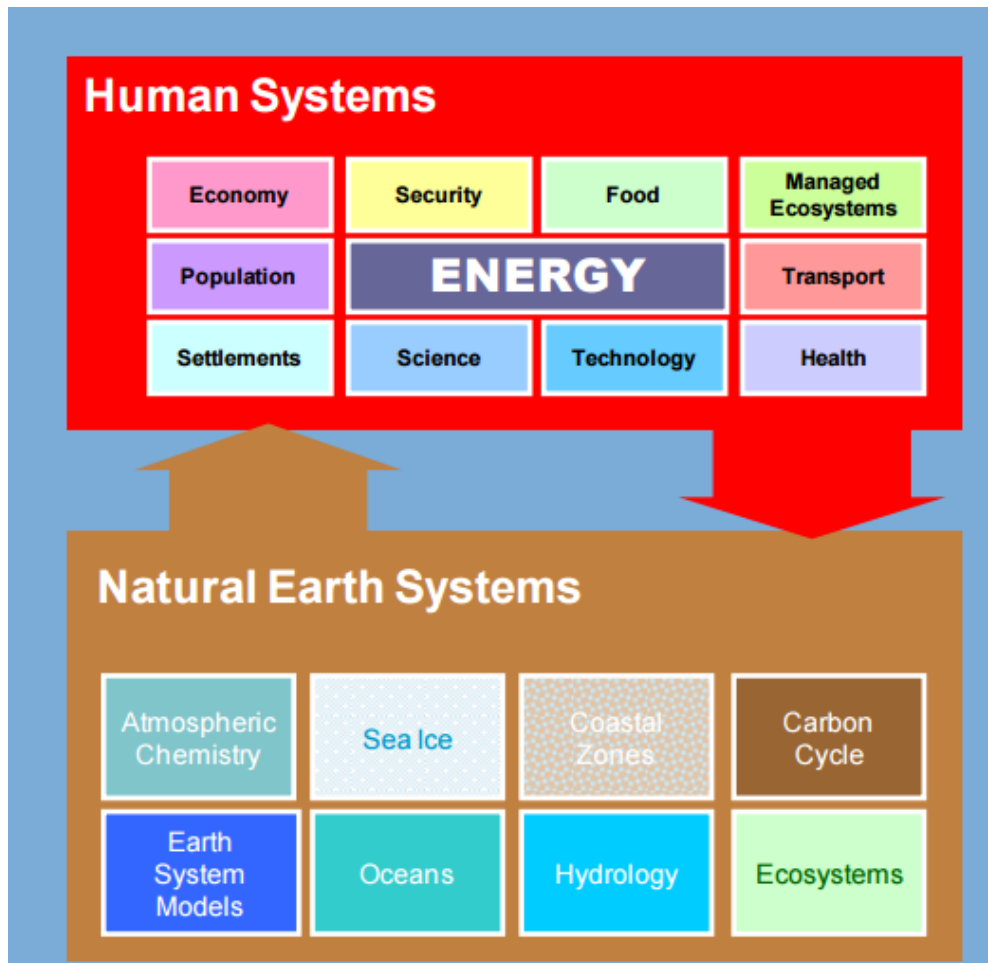 Human Systems
Economy
Security
Food
Managed
Ecosystems
Population
ENERGY
Transport
Settlements
Science
Technology
Health
Natural Earth Systems
Atmospheric
Chemistry
Sea Ice
Coastal
Zones
Carbon
Cycle
Earth
System
Models
Oceans
Hydrology
Ecosystems